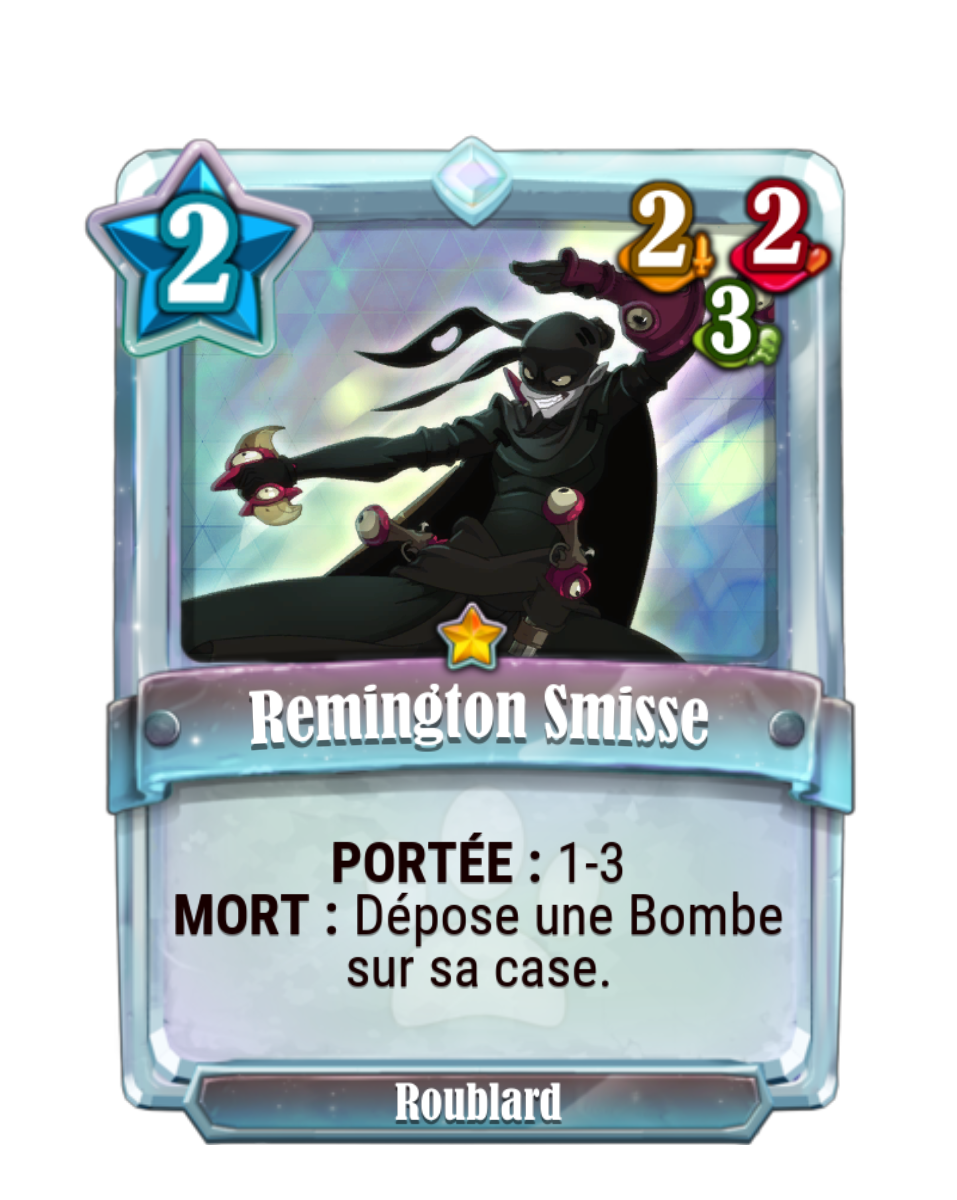 2
2
2
3
Remington Smisse
PORTÉE : 1-3
MORT : Dépose une Bombe
sur sa case.
Roublard